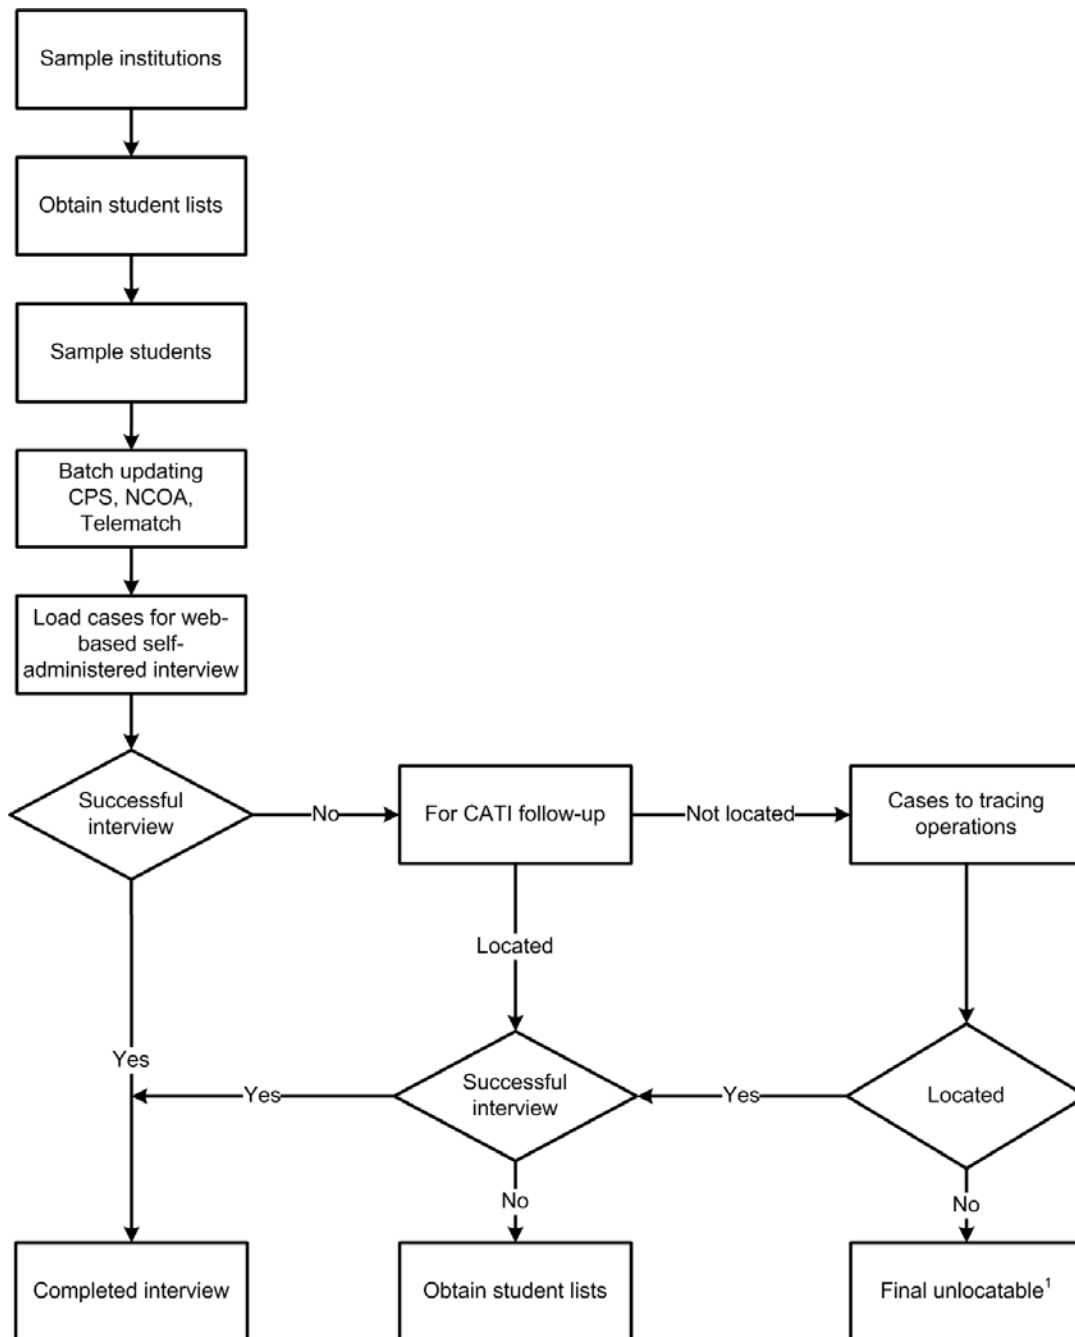 Sample institutions
Obtain student lists
Sample students
Batch updating
CPS, NCOA,
Telematch
Load cases for web-
based self-
administered interview
Successful
interview
No
For CATI follow-up
Not located
Cases to tracing
operations
Located
Yes
Yes
Successful
interview
Yes
Located
No
No
Completed interview
Obtain student lists
Final unlocatable¹